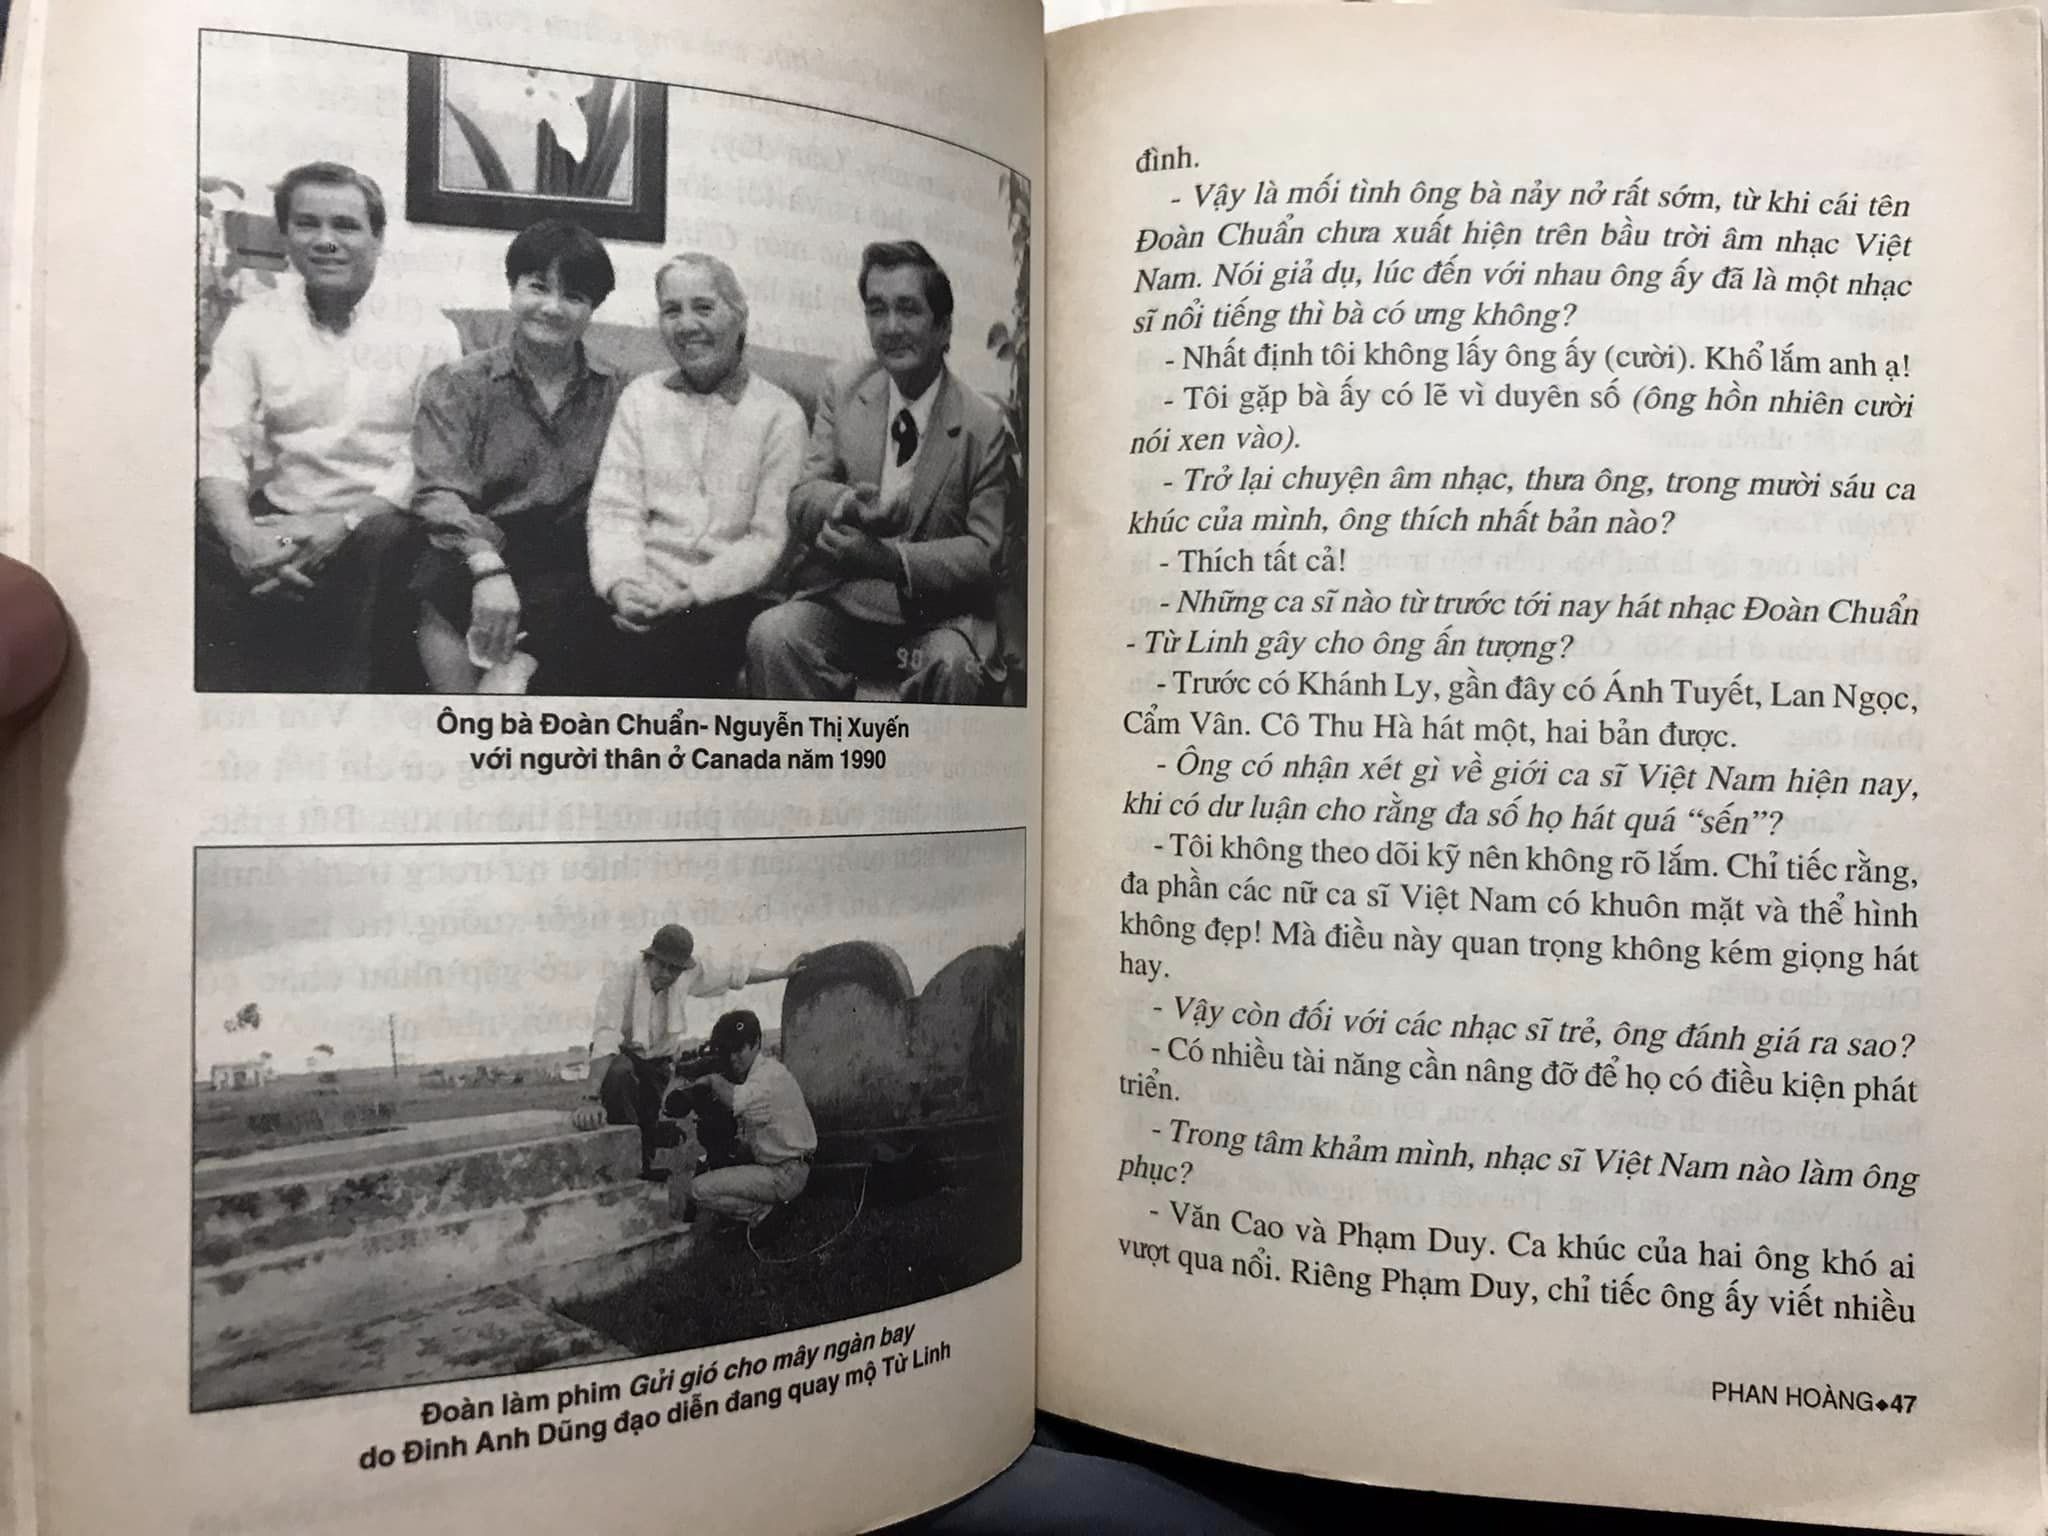 90
Ông bà Đoàn Chuẩn- Nguyễn Thị Xuyến
với người thân ở Canada năm 1990
Đoàn làm phim Gửi gió cho mây ngàn bay
do Đinh Anh Dũng đạo diễn đang quay mộ Từ Linh
đình.
- Vậy là mối tình ông bà nảy nở rất sớm, từ khi cái tên
Đoàn Chuẩn chưa xuất hiện trên bầu trời âm nhạc Việt
Nam. Nói giả dụ, lúc đến với nhau ông ấy đã là một nhạc
sĩ nổi tiếng thì bà có ưng không?
- Nhất định tôi không lấy ông ấy (cười). Khổ lắm anh ạ!
- Tôi gặp bà ấy có lẽ vì duyên số (ông hồn nhiên cười
nói xen vào).
- Trở lại chuyện âm nhạc, thưa ông, trong mười sáu ca
khúc của mình, ông thích nhất bản nào?
- Thích tất cả!
- Những ca sĩ nào từ trước tới nay hát nhạc Đoàn Chuẩn
- Từ Linh gây cho ông ấn tượng?
- Trước có Khánh Ly, gần đây có Ánh Tuyết, Lan Ngọc,
Cẩm Vân. Cô Thu Hà hát một, hai bản được.
- Ông có nhận xét gì về giới ca sĩ Việt Nam hiện nay,
khi có dư luận cho rằng đa số họ hát quá “sến”?
- Tôi không theo dõi kỹ nên không rõ lắm. Chỉ tiếc rằng,
đa phần các nữ ca sĩ Việt Nam có khuôn mặt và thể hình
không đẹp! Mà điều này quan trọng không kém giọng hát
hay.
- Vậy còn đối với các nhạc sĩ trẻ, ông đánh giá ra sao?
- Có nhiều tài năng cần nâng đỡ để họ có điều kiện phát
triển.
- Trong tâm khảm mình, nhạc sĩ Việt Nam nào làm ông
phục?
- Văn Cao và Phạm Duy. Ca khúc của hai ông khó ai
vượt qua nổi. Riêng Phạm Duy, chỉ tiếc ông ấy viết nhiều
PHAN HOÀNG◆47